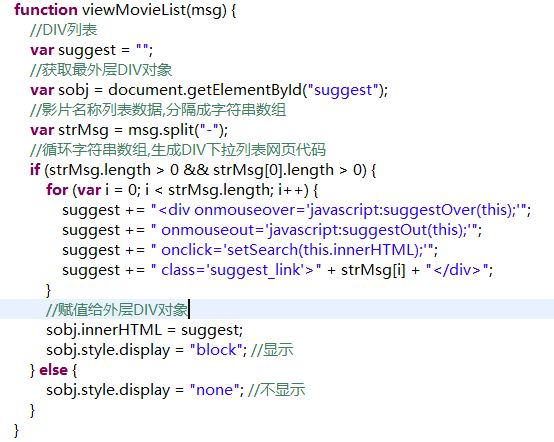 function viewMovieList(msg) {
//DIV列表
var suggest = "";
//获取最外层DIV对象
var sobj = document.getElementById("suggest");
//影片名称列表数据,分隔成字符串数组
var strMsg = msg.split("-");
//循环字符串数组,生成DIV下拉列表网页代码
if (strMsg.length > 0 && strMsg[0].length > 0) {
for (var i = 0; i < strMsg.length; i++) {
suggest += "<div onmouseover='javascript:suggestOver(this);'";
suggest += " onmouseout='javascript:suggestOut(this);'";
suggest += " onclick='setSearch(this.innerHTML);'";
suggest += " class='suggest_link'>" + strMsg[i] + "</div>";
}
//赋值给外层DIV对象
sobj.innerHTML = suggest;
sobj.style.display = "block"; //显示
} else {
sobj.style.display = "none"; //不显示
}
}